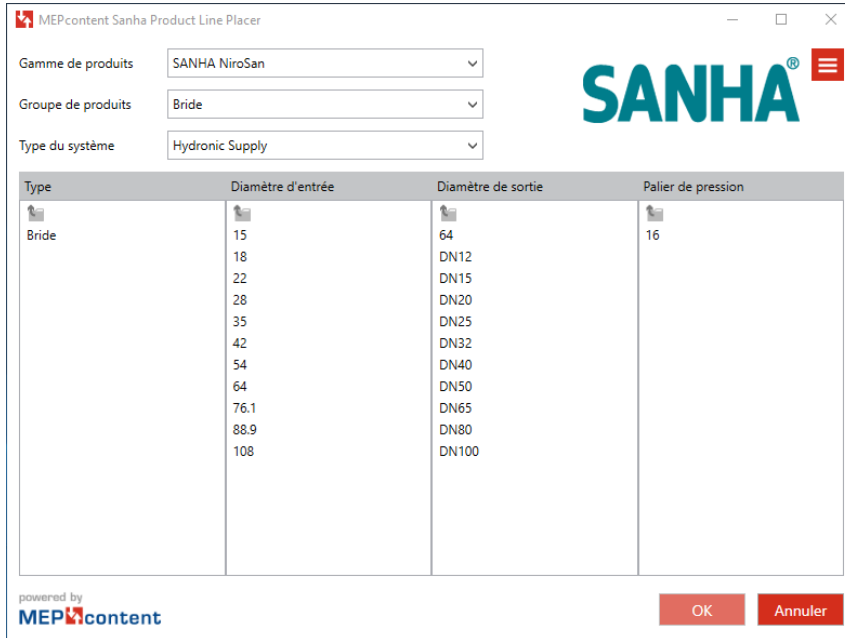 MEPcontent Sanha Product Line Placer
Gamme de produits SANHA NiroSan
Groupe de produits Bride
Type du système Hydronic Supply
SANHA®
Type Diamètre d'entrée Diamètre de sortie Palier de pression
Bride 15 64 16
18 DN12
22 DN15
28 DN20
35 DN25
42 DN32
54 DN40
64 DN50
76.1 DN65
88.9 DN80
108 DN100
powered by
MEPcontent
OK Annuler